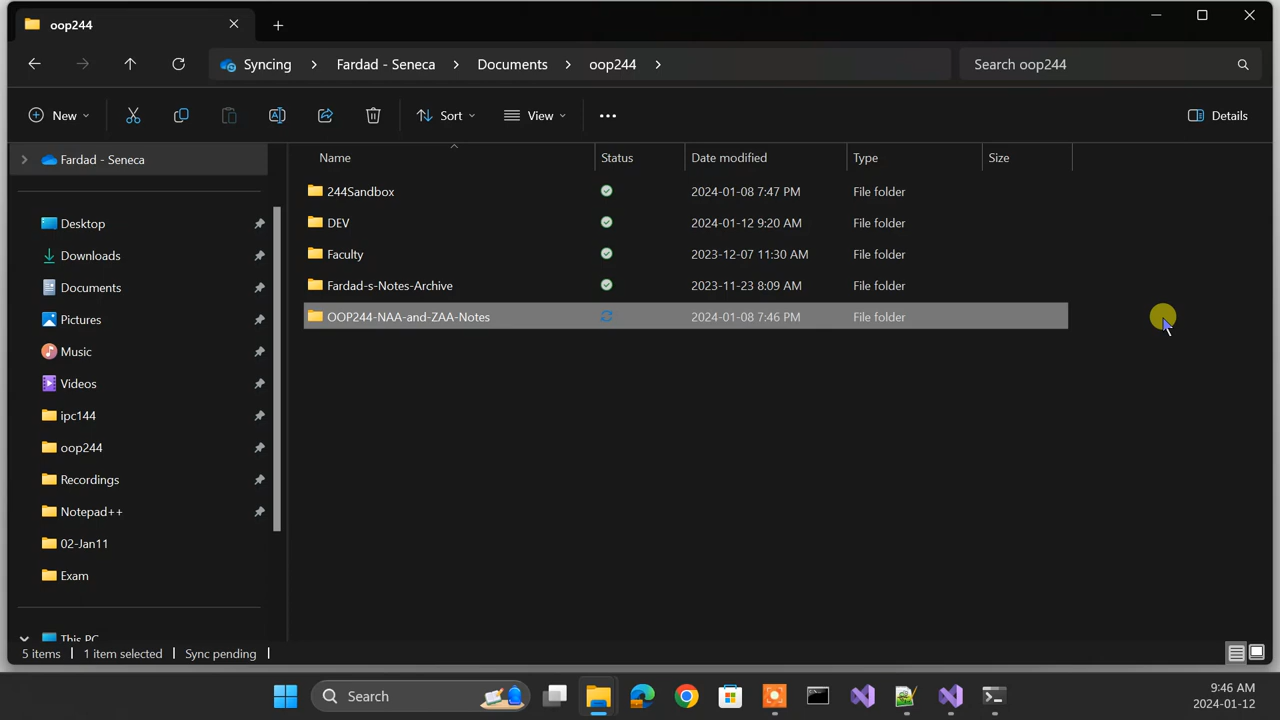 oop244
Syncing > Fardad - Seneca > Documents > oop244 >
Search oop244
New
Sort
View
Details
Fardad - Seneca
Desktop
Downloads
Documents
Pictures
Music
Videos
ipc144
oop244
Recordings
Notepad++
02-Jan11
Exam
This PC
Name Status Date modified Type Size
244Sandbox 2024-01-08 7:47 PM File folder
DEV 2024-01-12 9:20 AM File folder
Faculty 2023-12-07 11:30 AM File folder
Fardad-s-Notes-Archive 2023-11-23 8:09 AM File folder
OOP244-NAA-and-ZAA-Notes 2024-01-08 7:46 PM File folder
5 items 1 item selected Sync pending
Search
9:46 AM
2024-01-12